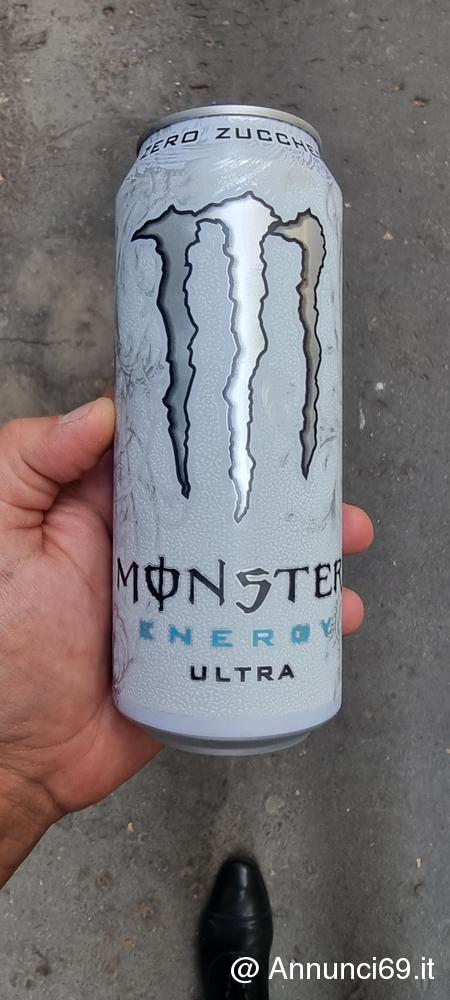 ZERO ZUCCHE
MONSTER
ENERGY
ULTRA
@ Annunci69.it